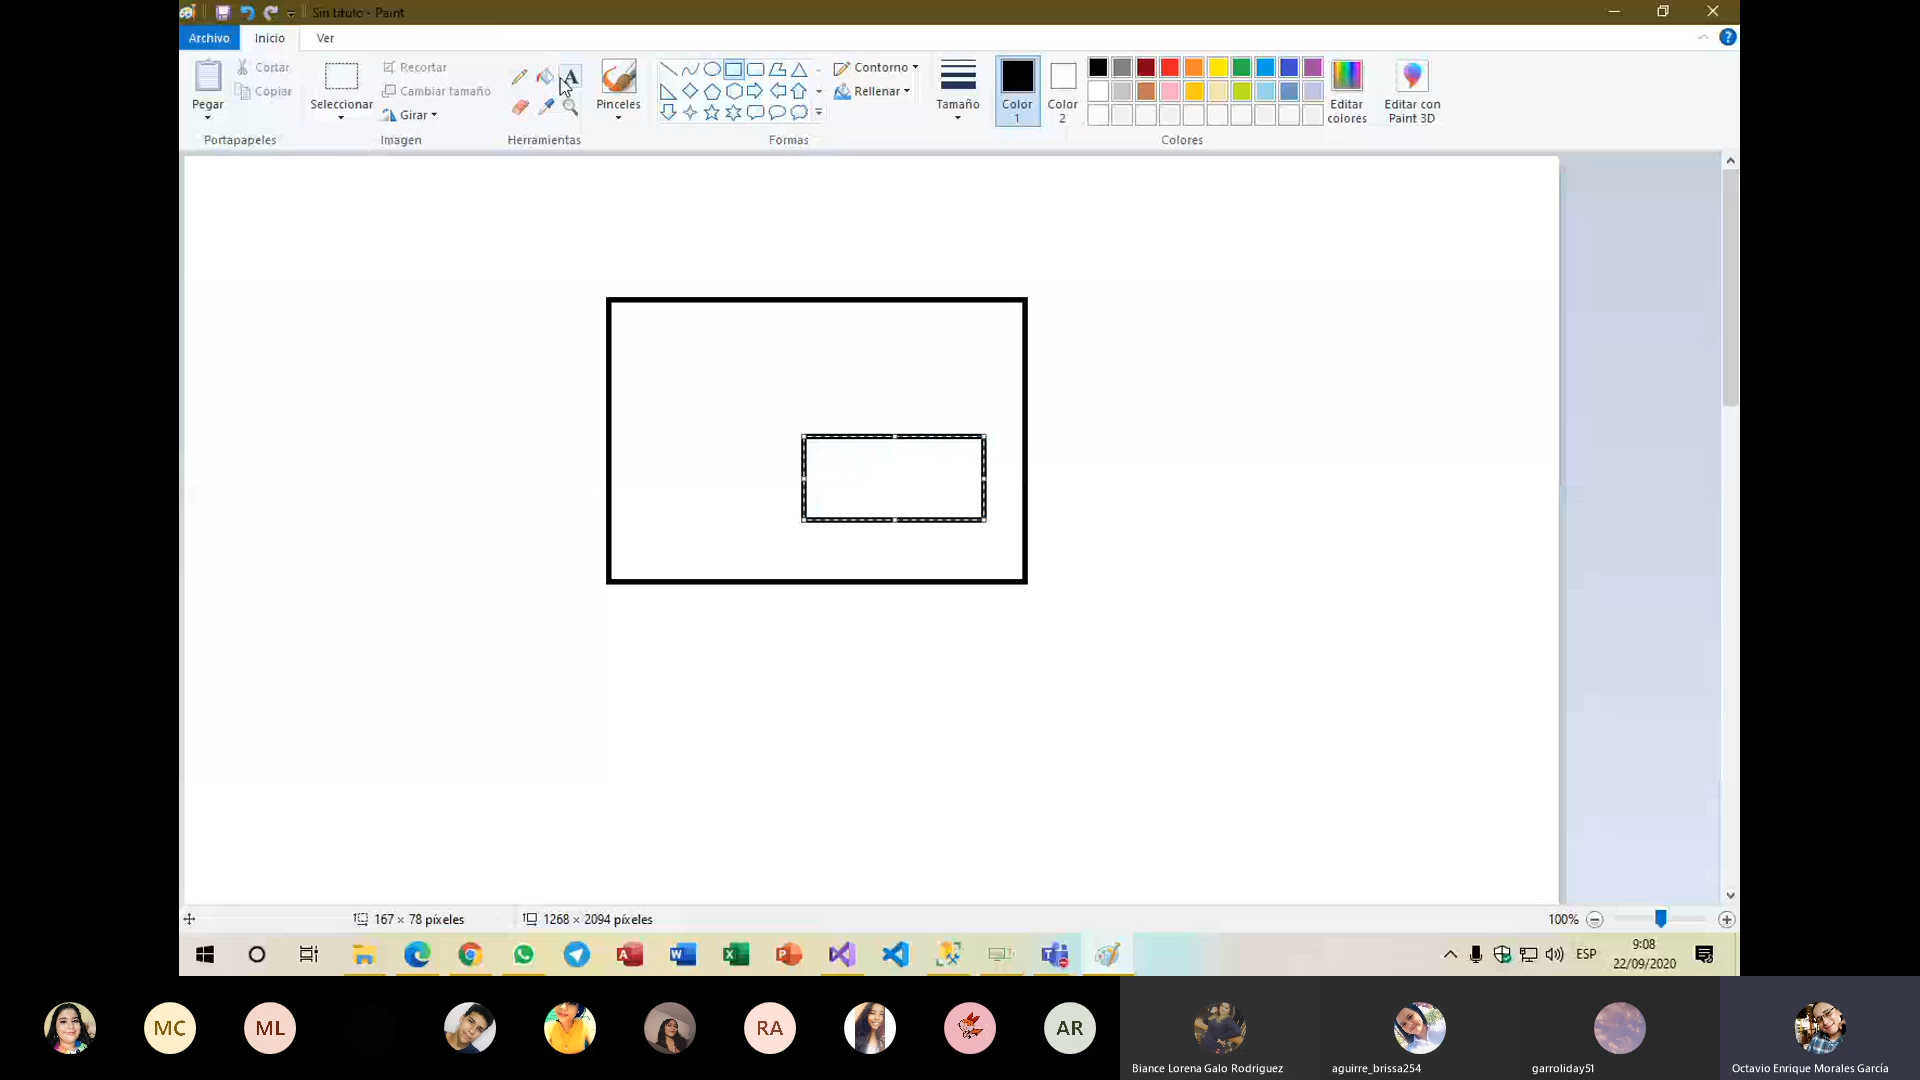 Sin título - Paint
Archivo Inicio Ver
Pegar
Cortar
Copiar
Portapapeles
Seleccionar
Recortar
Cambiar tamaño
Girar
Imagen
A
Herramientas
Pinceles
Formas
Contorno
Rellenar
Tamaño
Color 1
Color 2
Colores
Editar colores
Editar con Paint 3D
167 × 78 píxeles
1268 × 2094 píxeles
100%
ESP
9:08
22/09/2020
MC
ML
RA
AR
Biance Lorena Galo Rodriguez
aguirre_brissa254
garroliday51
Octavio Enrique Morales García